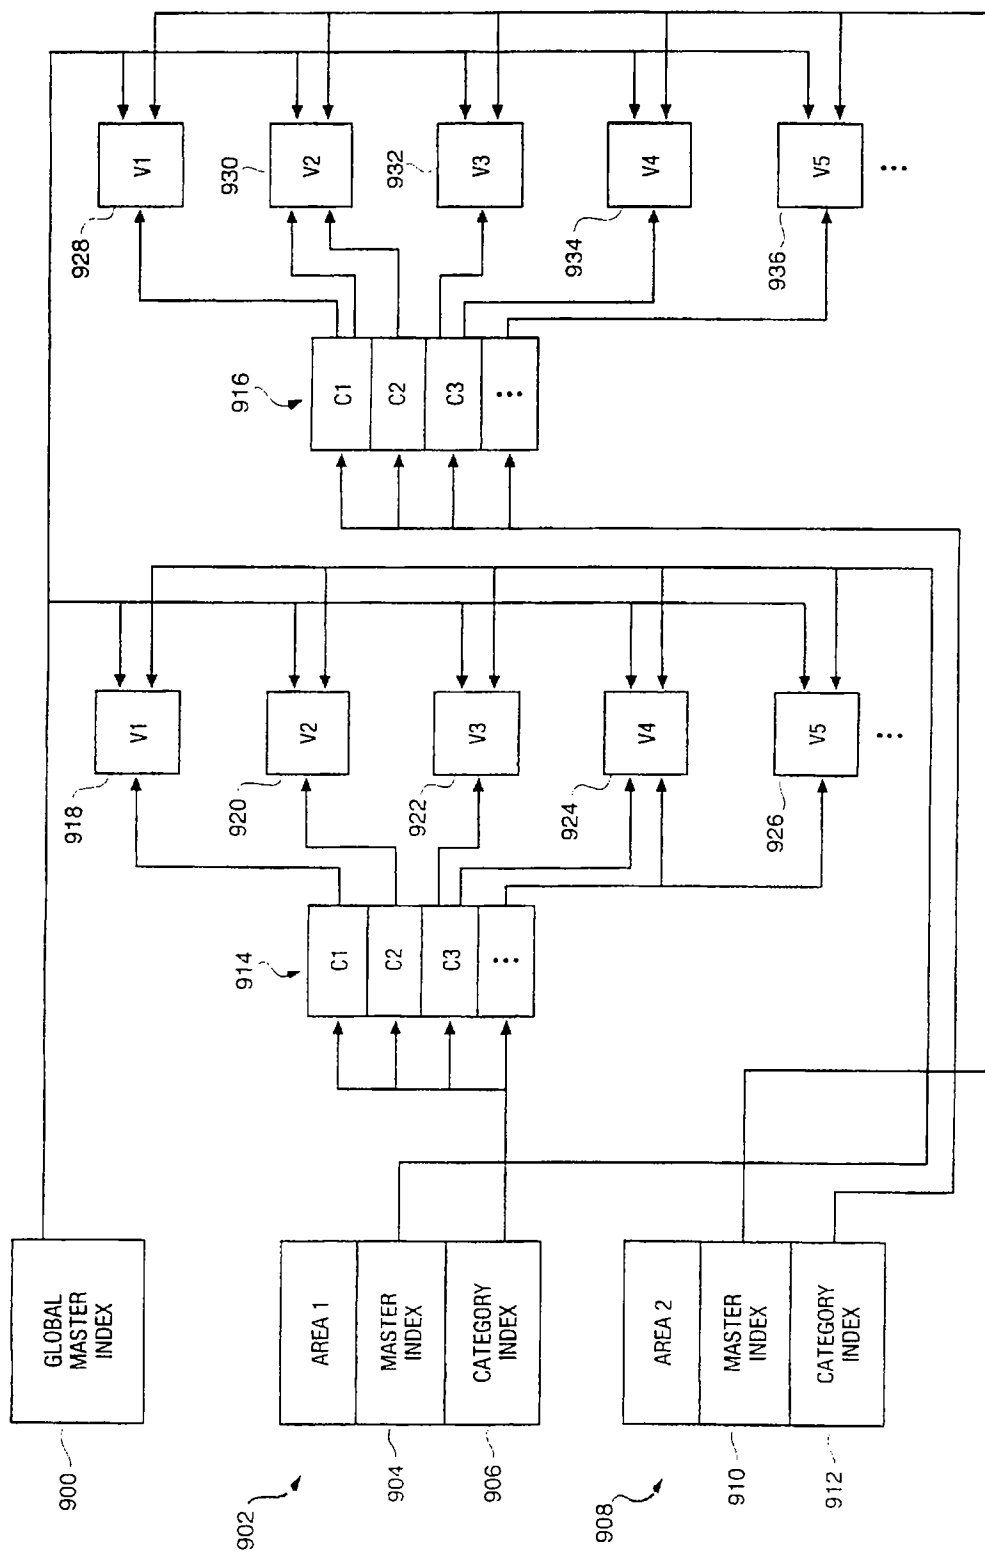 900
GLOBAL
MASTER
INDEX
902
AREA 1
904
MASTER
INDEX
906
CATEGORY
INDEX
908
AREA 2
910
MASTER
INDEX
912
CATEGORY
INDEX
914
C1
C2
C3
...
918
V1
920
V2
922
V3
924
V4
926
V5
...
916
C1
C2
C3
...
928
V1
930
V2
932
V3
934
V4
936
V5
...